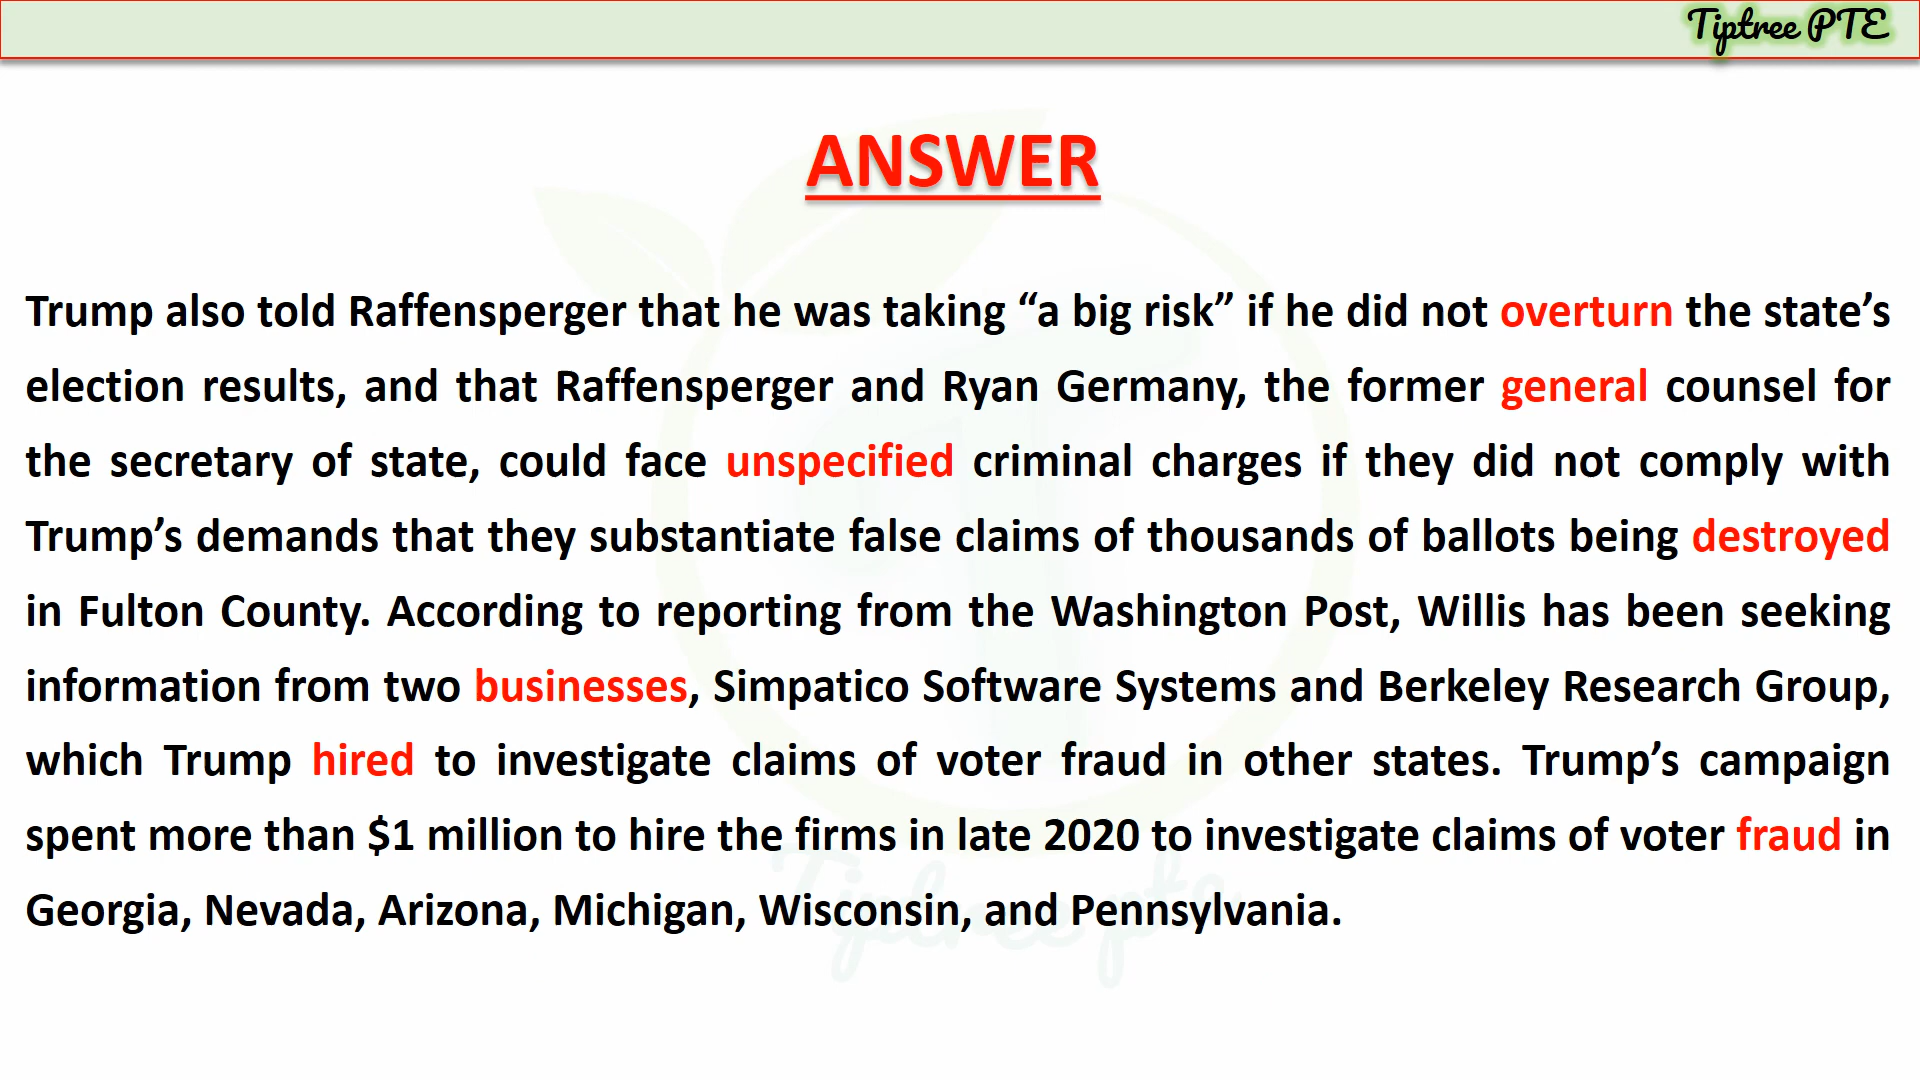 Tiptree PTE
ANSWER
Trump also told Raffensperger that he was taking “a big risk” if he did not overturn the state’s
election results, and that Raffensperger and Ryan Germany, the former general counsel for
the secretary of state, could face unspecified criminal charges if they did not comply with
Trump’s demands that they substantiate false claims of thousands of ballots being destroyed
in Fulton County. According to reporting from the Washington Post, Willis has been seeking
information from two businesses, Simpatico Software Systems and Berkeley Research Group,
which Trump hired to investigate claims of voter fraud in other states. Trump’s campaign
spent more than $1 million to hire the firms in late 2020 to investigate claims of voter fraud in
Georgia, Nevada, Arizona, Michigan, Wisconsin, and Pennsylvania.
Tiptree pte